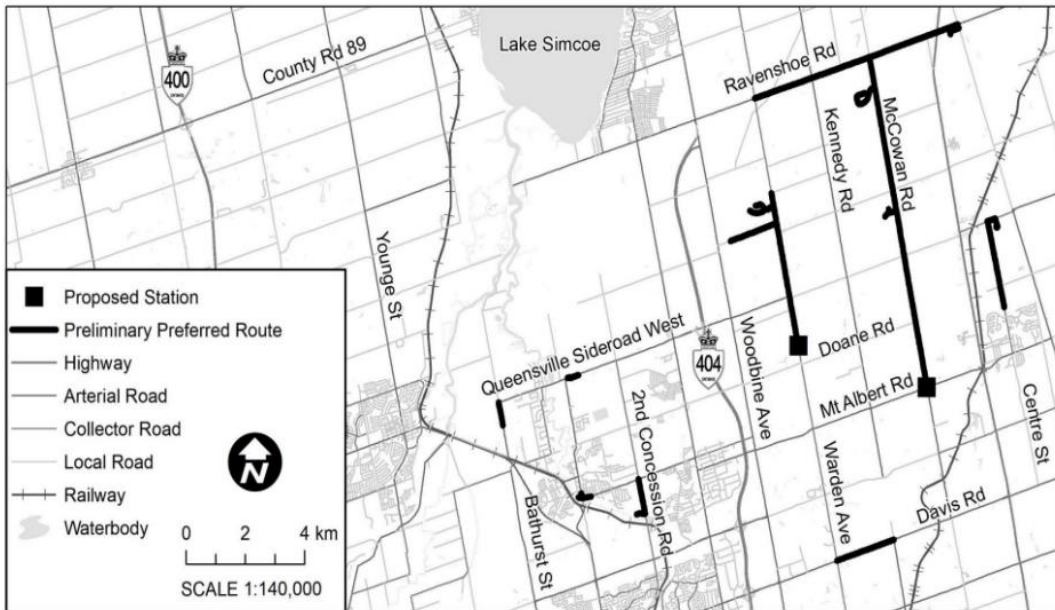 Lake Simcoe
County Rd 89
400
Ravenshoe Rd
Kennedy Rd
McCowan Rd
Younge St
Queensville Sideroad West
404
Woodbine Ave
Doane Rd
Mt Albert Rd
2nd Concession Rd
Bathurst St
Warden Ave
Davis Rd
Centre St
Proposed Station
Preliminary Preferred Route
Highway
Arterial Road
Collector Road
Local Road
Railway
Waterbody
N
0 2 4 km
SCALE 1:140,000